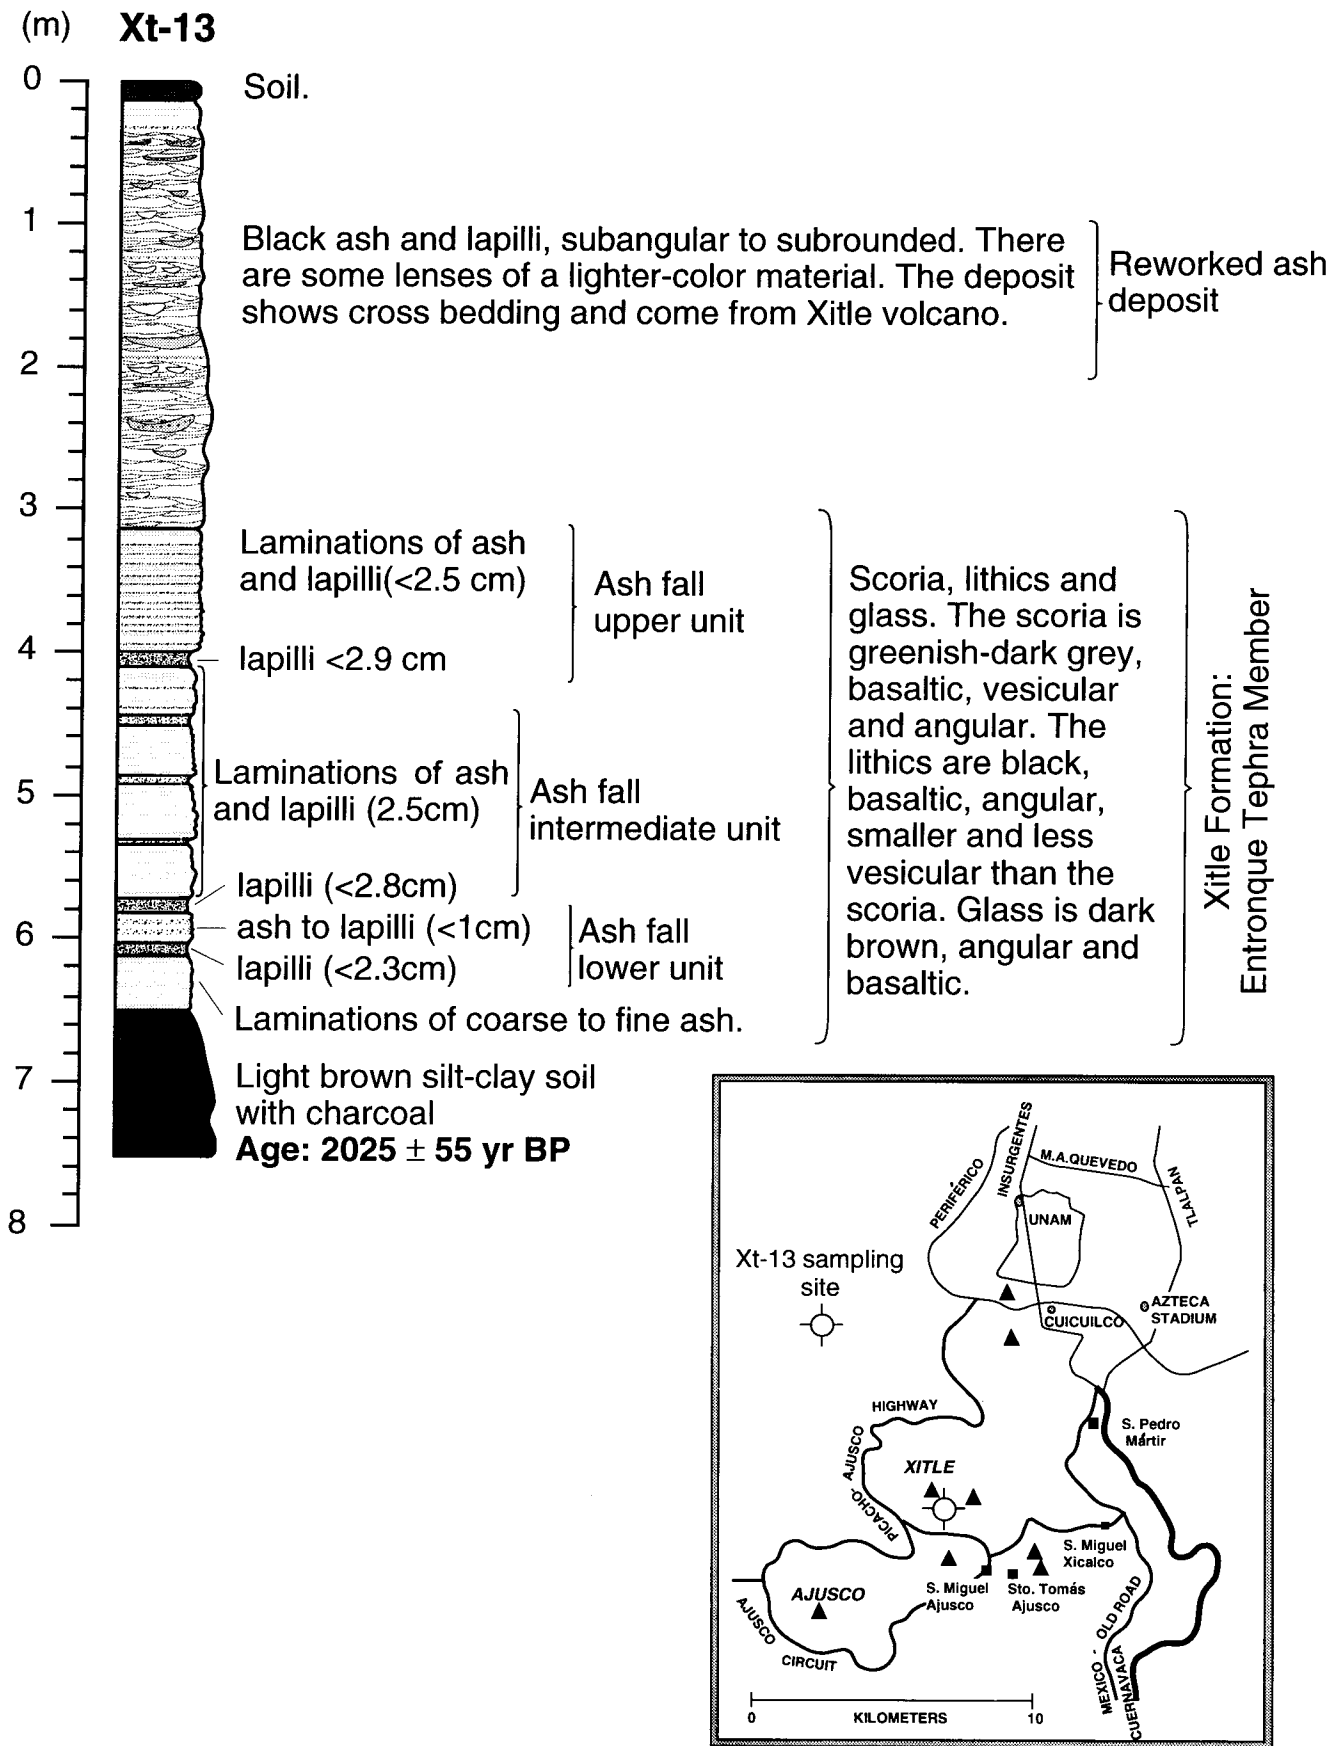 (m)
Xt-13
0
Soil.
1
Black ash and lapilli, subangular to subrounded. There
are some lenses of a lighter-color material. The deposit
shows cross bedding and come from Xitle volcano.
Reworked ash
deposit
2
3
Laminations of ash
and lapilli(<2.5 cm)
Ash fall
upper unit
4
lapilli <2.9 cm
Laminations of ash
and lapilli (2.5cm)
Ash fall
intermediate unit
5
lapilli (<2.8cm)
6
ash to lapilli (<1cm)
lapilli (<2.3cm)
Ash fall
lower unit
Laminations of coarse to fine ash.
Scoria, lithics and
glass. The scoria is
greenish-dark grey,
basaltic, vesicular
and angular. The
lithics are black,
basaltic, angular,
smaller and less
vesicular than the
scoria. Glass is dark
brown, angular and
basaltic.
Xitle Formation:
Entronque Tephra Member
7
Light brown silt-clay soil
with charcoal
Age: 2025 ± 55 yr BP
8
Xt-13 sampling
site
PERIFÉRICO
INSURGENTES
M.A.QUEVEDO
TLALPAN
UNAM
CUICUILCO
AZTECA
STADIUM
HIGHWAY
AJUSCO
PICACHO-
XITLE
S. Pedro
Mártir
S. Miguel
Xicalco
S. Miguel
Ajusco
Sto. Tomás
Ajusco
AJUSCO
AJUSCO
CIRCUIT
OLD ROAD
MEXICO -
CUERNAVACA
0
KILOMETERS
10